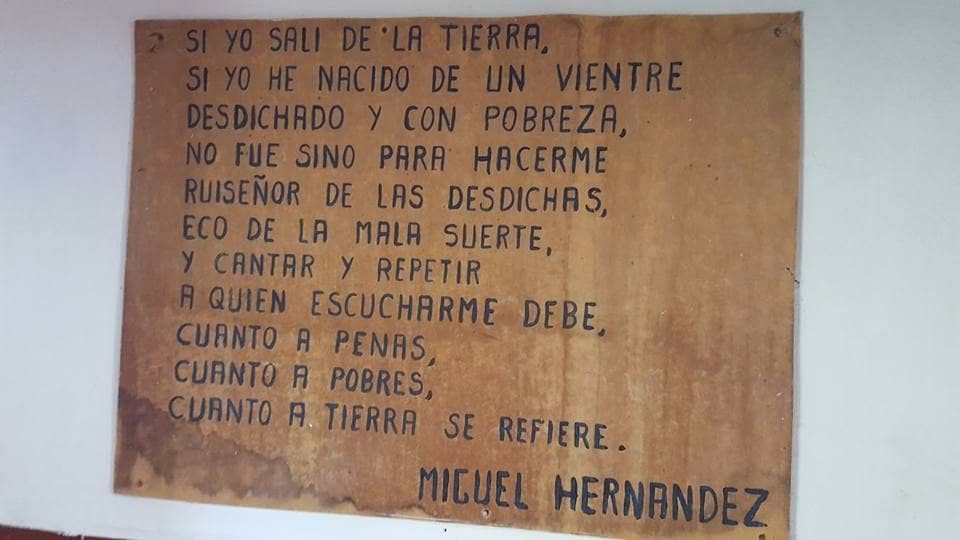 SI YO SALI DE LA TIERRA,
SI YO HE NACIDO DE UN VIENTRE
DESDICHADO Y CON POBREZA,
NO FUE SINO PARA HACERME
RUISEÑOR DE LAS DESDICHAS,
ECO DE LA MALA SUERTE,
Y CANTAR Y REPETIR
A QUIEN ESCUCHARME DEBE,
CUANTO A PENAS,
CUANTO A POBRES,
CUANTO A TIERRA SE REFIERE.
MIGUEL HERNANDEZ